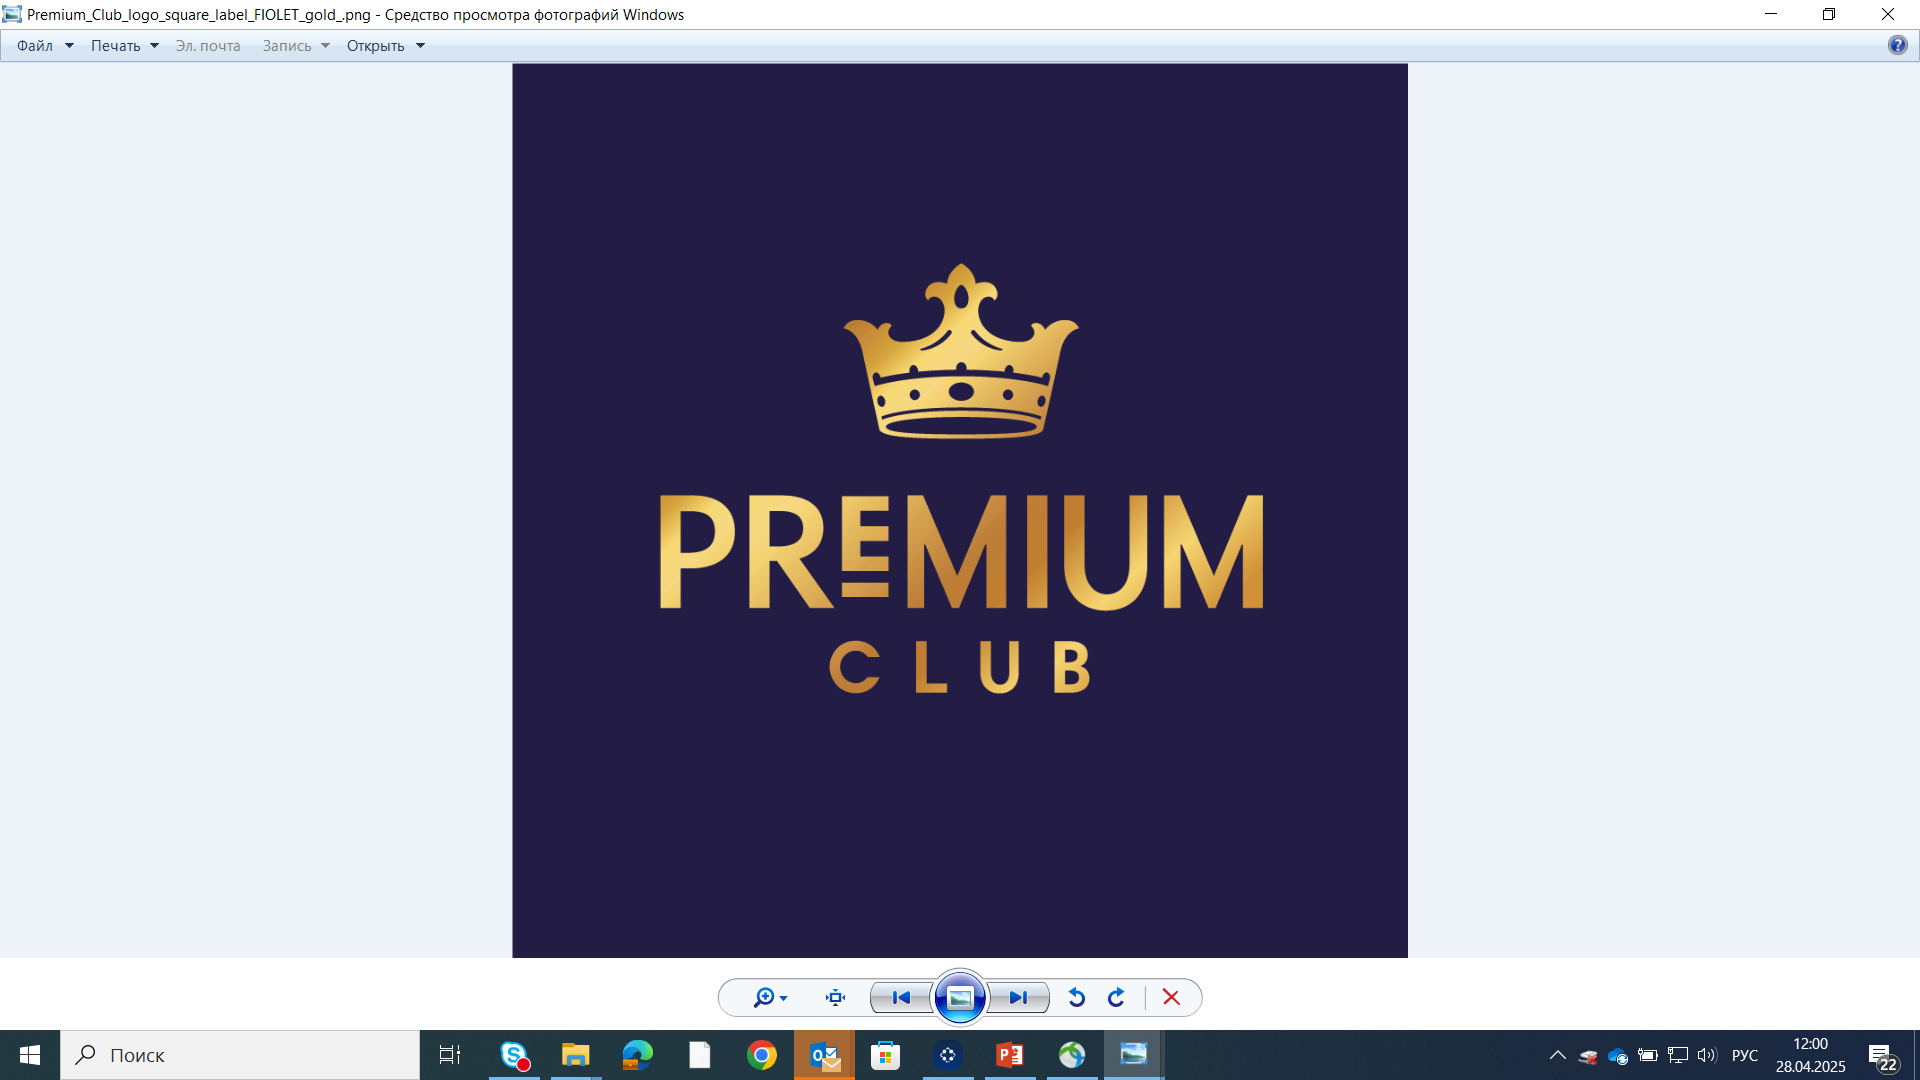 Premium_Club_logo_square_label_FIOLET_gold_.png - Средство просмотра фотографий Windows
Файл Печать Эл. почта Запись Открыть
PREMIUM
CLUB
Поиск
РУС
12:00
28.04.2025
22